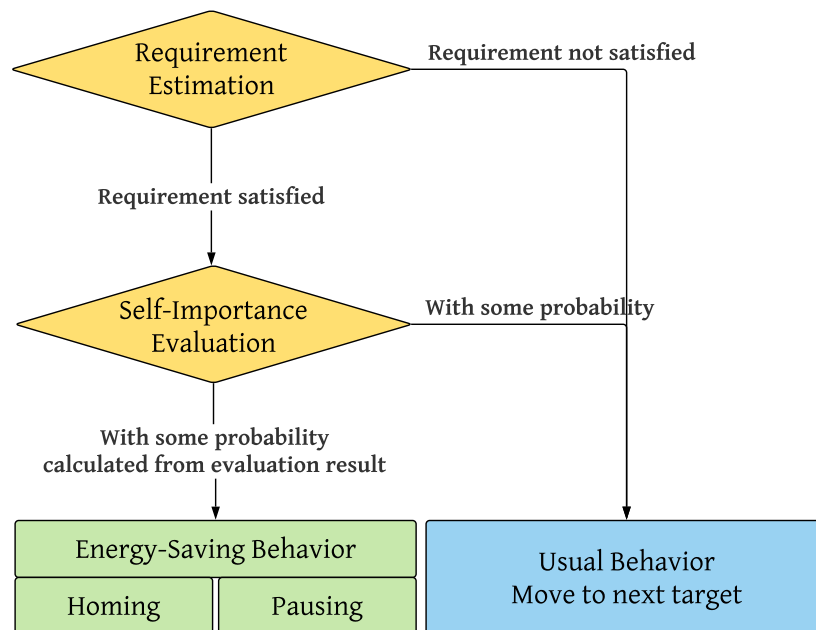 Requirement
Estimation
Requirement not satisfied
Requirement satisfied
Self-Importance
Evaluation
With some probability
With some probability
calculated from evaluation result
Energy-Saving Behavior
Homing
Pausing
Usual Behavior
Move to next target